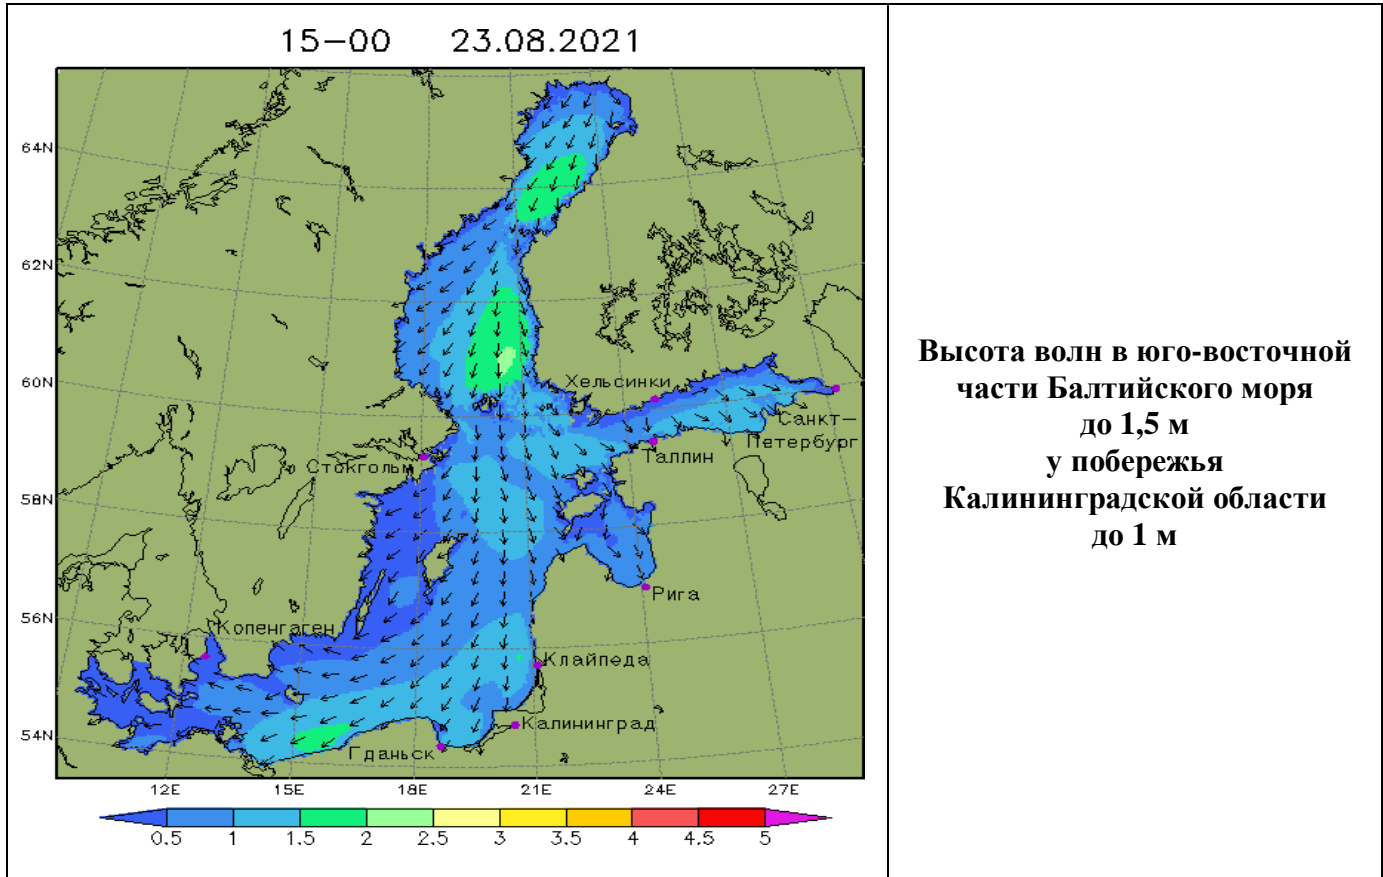 15-00 23.08.2021
64N
62N
60N
58N
56N
54N
Хельсинки
Санкт-
Петербург
Таллин
Стокгольм
Рига
Копенгаген
Клайпеда
Калининград
Гданьск
12E 15E 18E 21E 24E 27E
0.5 1 1.5 2 2.5 3 3.5 4 4.5 5
Высота волн в юго-восточной
части Балтийского моря
до 1,5 м
у побережья
Калининградской области
до 1 м